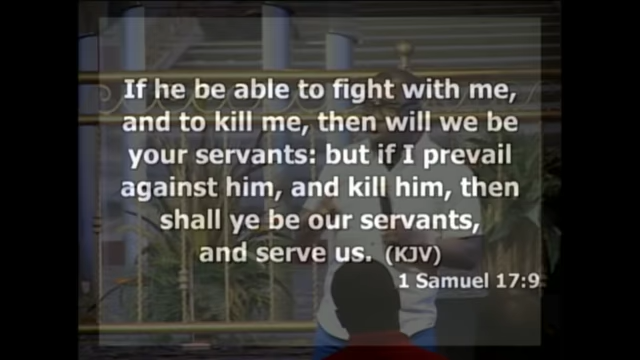 If he be able to fight with me,
and to kill me, then will we be
your servants: but if I prevail
against him, and kill him, then
shall ye be our servants,
and serve us. (KJV)
1 Samuel 17:9